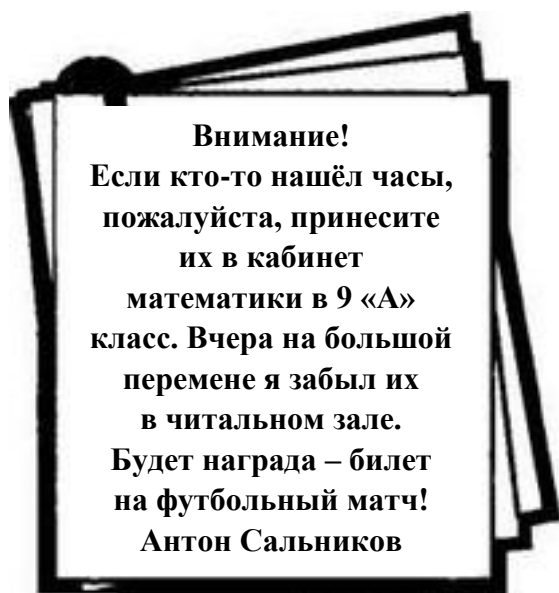 Внимание!
Если кто-то нашёл часы,
пожалуйста, принесите
их в кабинет
математики в 9 «А»
класс. Вчера на большой
перемене я забыл их
в читальном зале.
Будет награда – билет
на футбольный матч!
Антон Сальников